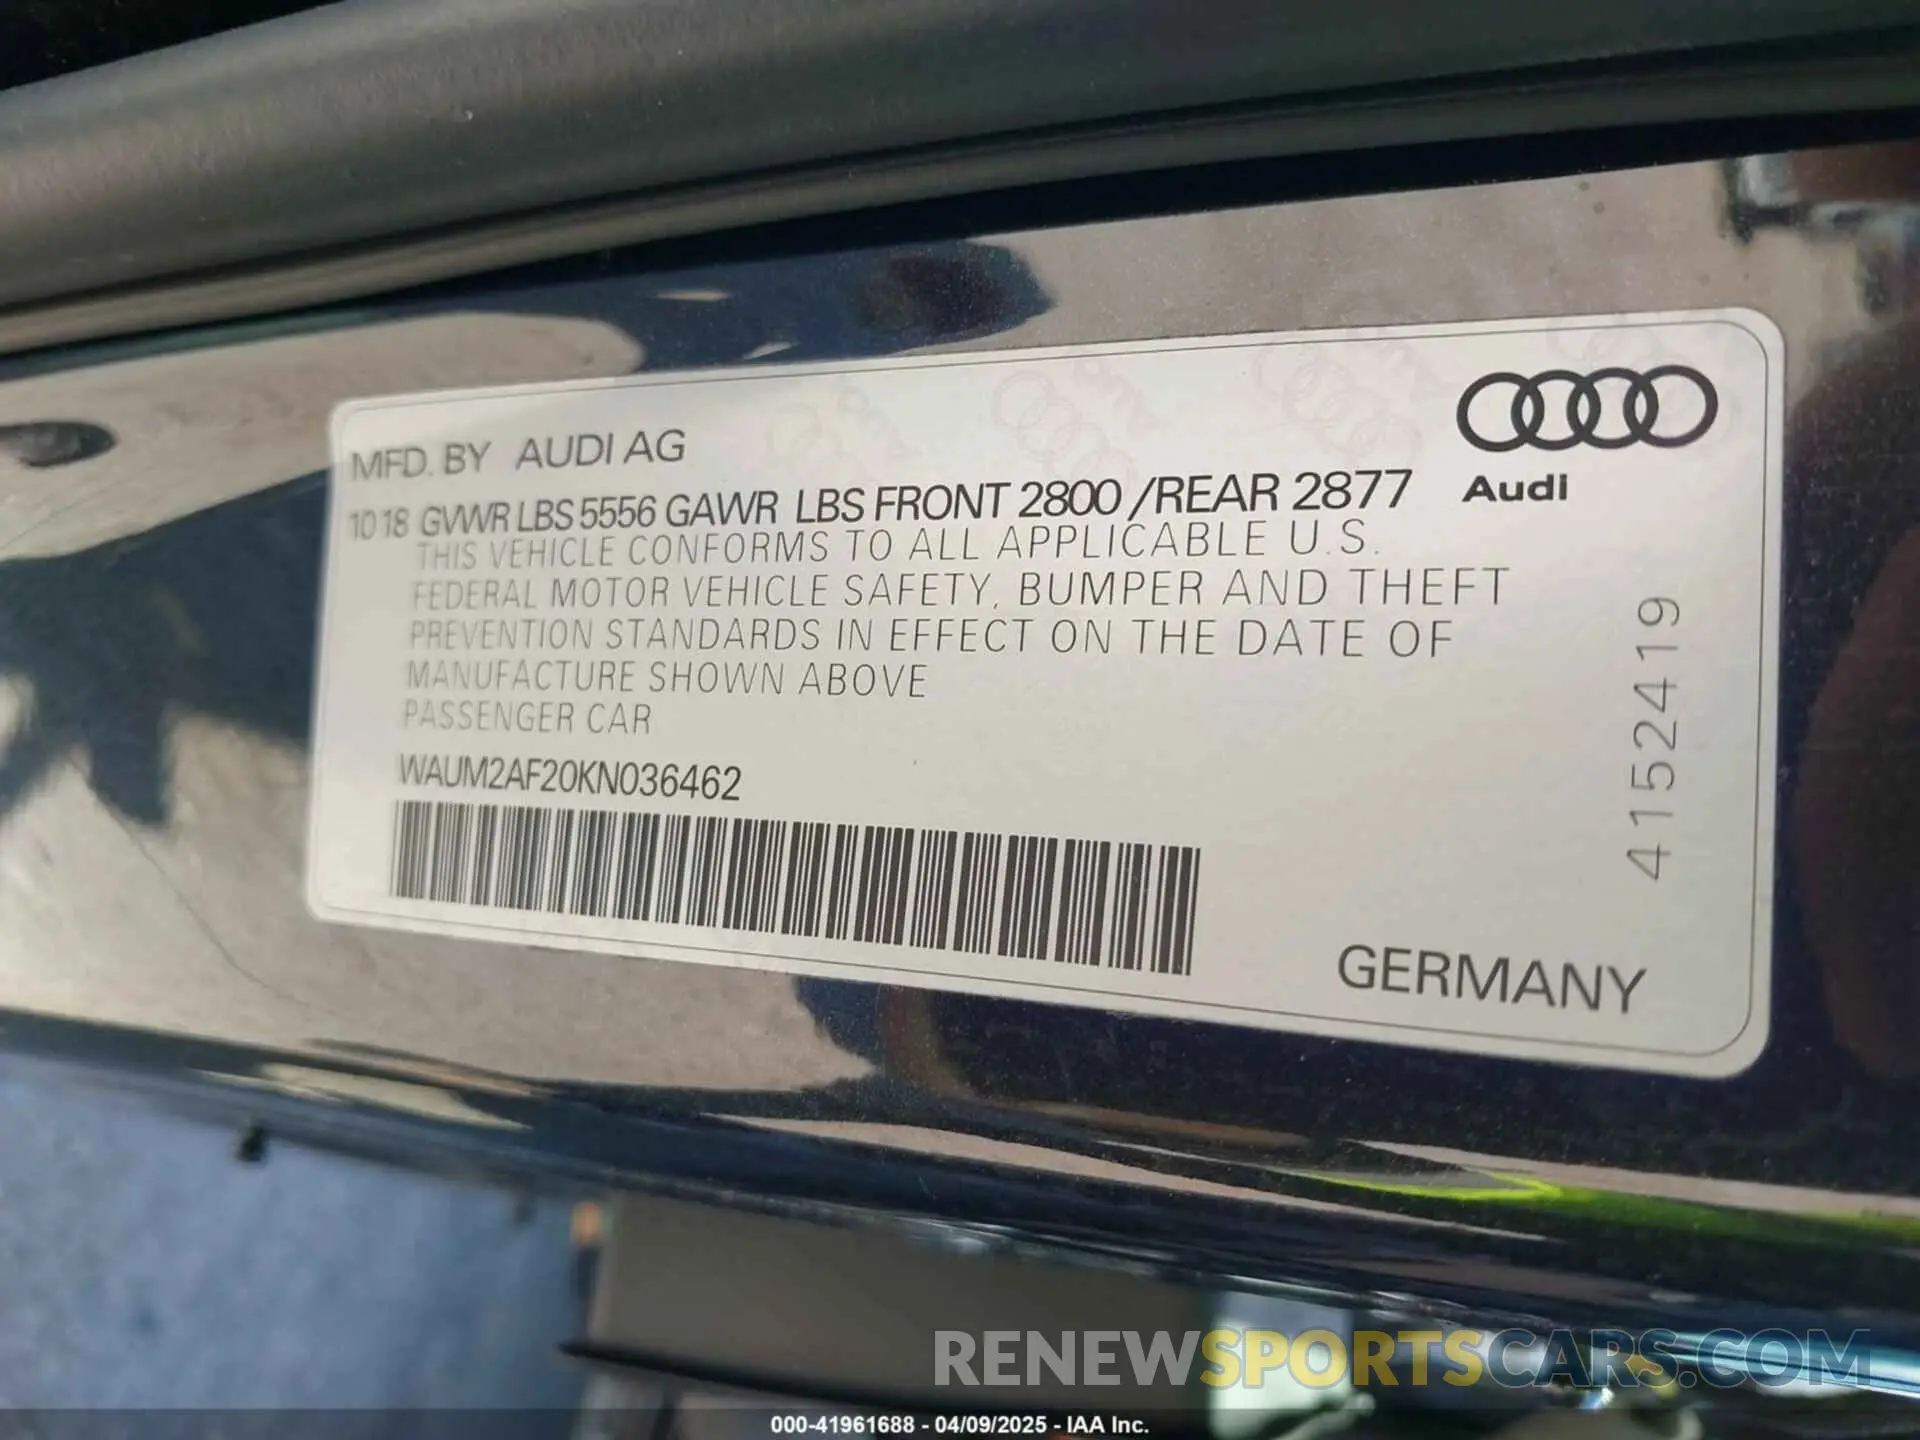 MFD. BY AUDI AG
10 18 GVWR LBS 5556 GAWR LBS FRONT 2800 /REAR 2877
THIS VEHICLE CONFORMS TO ALL APPLICABLE U.S.
FEDERAL MOTOR VEHICLE SAFETY, BUMPER AND THEFT
PREVENTION STANDARDS IN EFFECT ON THE DATE OF
MANUFACTURE SHOWN ABOVE
PASSENGER CAR
WAUM2AF20KN036462
Audi
4152419
GERMANY
RENEWSPORTSCARS.COM
000-41961688 - 04/09/2025 - IAA Inc.